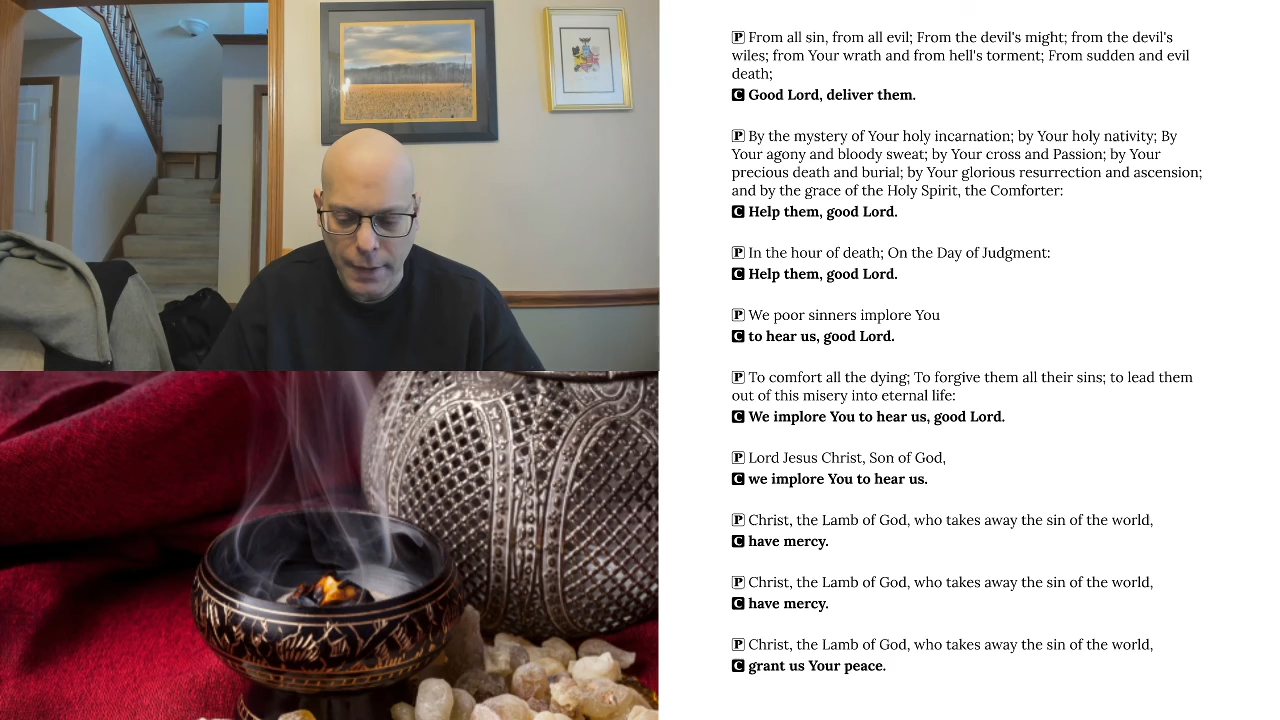 P From all sin, from all evil; From the devil's might; from the devil's
wiles; from Your wrath and from hell's torment; From sudden and evil
death;
C Good Lord, deliver them.
P By the mystery of Your holy incarnation; by Your holy nativity; By
Your agony and bloody sweat; by Your cross and Passion; by Your
precious death and burial; by Your glorious resurrection and ascension;
and by the grace of the Holy Spirit, the Comforter:
C Help them, good Lord.
P In the hour of death; On the Day of Judgment:
C Help them, good Lord.
P We poor sinners implore You
C to hear us, good Lord.
P To comfort all the dying; To forgive them all their sins; to lead them
out of this misery into eternal life:
C We implore You to hear us, good Lord.
P Lord Jesus Christ, Son of God,
C we implore You to hear us.
P Christ, the Lamb of God, who takes away the sin of the world,
C have mercy.
P Christ, the Lamb of God, who takes away the sin of the world,
C have mercy.
P Christ, the Lamb of God, who takes away the sin of the world,
C grant us Your peace.